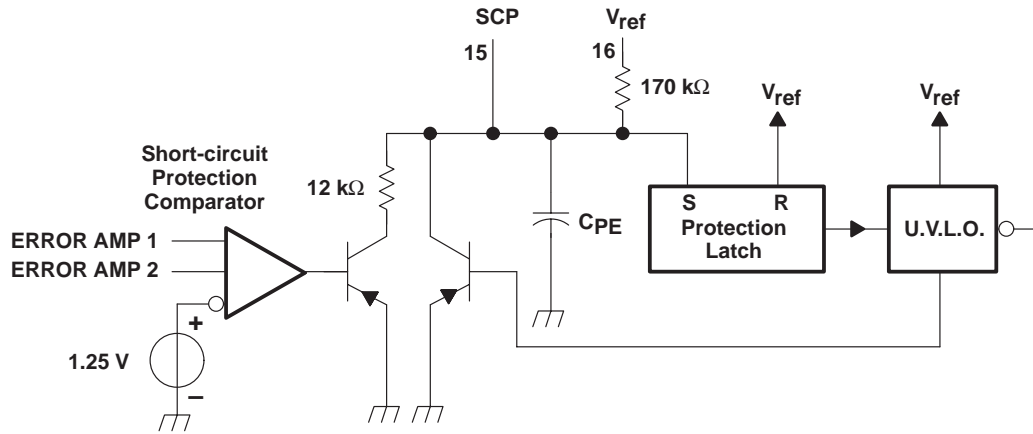 SCP
15
Vref
16
170 kΩ
Vref
Vref
Short-circuit
Protection
Comparator
12 kΩ
CPE
S R
Protection
Latch
U.V.L.O.
ERROR AMP 1
ERROR AMP 2
+
1.25 V
–